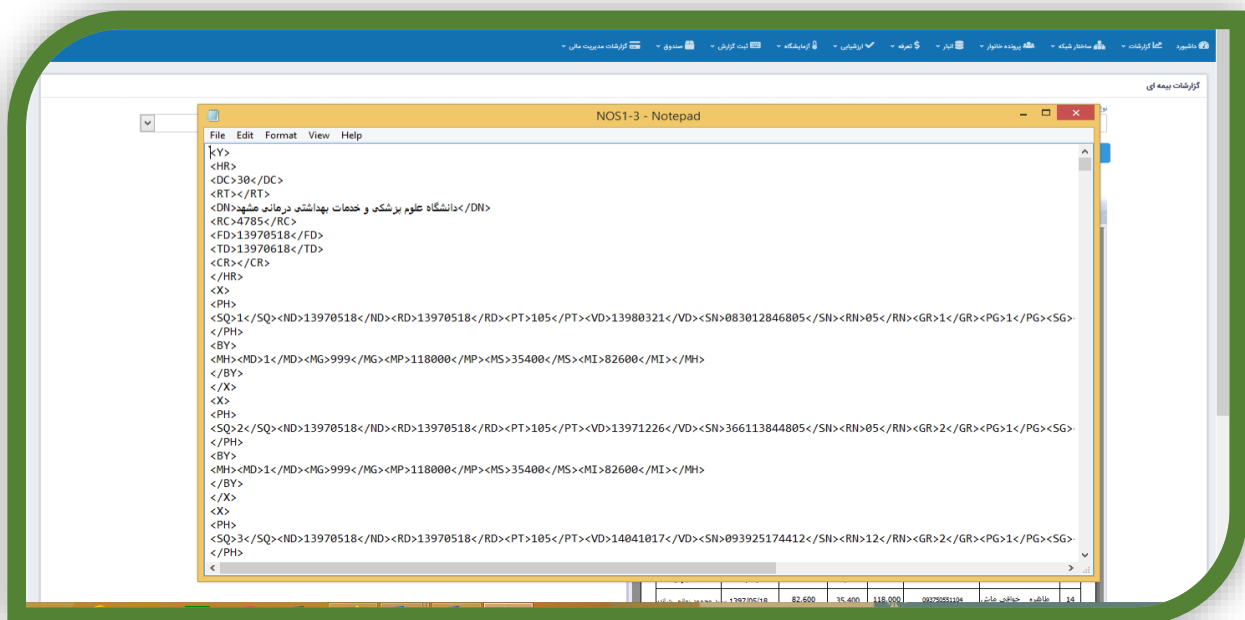 داشبورد گزارشات ساختار شبکه پرونده خانوار انبار تعرفه ارزشیابی آزمایشگاه ثبت گزارش صندوق گزارشات مدیریت مالی
گزارشات بیمه ای
NOS1-3 - Notepad
File Edit Format View Help
<Y>
<HR>
<DC>30</DC>
<RT></RT>
<DN>دانشگاه علوم پزشکی و خدمات بهداشتی درمانی مشهد</DN>
<RC>4785</RC>
<FD>13970518</FD>
<TD>13970618</TD>
<CR></CR>
</HR>
<X>
<PH>
<SQ>1</SQ><ND>13970518</ND><RD>13970518</RD><PT>105</PT><VD>13980321</VD><SN>083012846805</SN><RN>05</RN><GR>1</GR><PG>1</PG><SG>
</PH>
<BY>
<MH><MD>1</MD><MG>999</MG><MP>118000</MP><MS>35400</MS><MI>82600</MI></MH>
</BY>
</X>
<X>
<PH>
<SQ>2</SQ><ND>13970518</ND><RD>13970518</RD><PT>105</PT><VD>13971226</VD><SN>366113844805</SN><RN>05</RN><GR>2</GR><PG>1</PG><SG>
</PH>
<BY>
<MH><MD>1</MD><MG>999</MG><MP>118000</MP><MS>35400</MS><MI>82600</MI></MH>
</BY>
</X>
<X>
<PH>
<SQ>3</SQ><ND>13970518</ND><RD>13970518</RD><PT>105</PT><VD>14041017</VD><SN>093925174412</SN><RN>12</RN><GR>2</GR><PG>1</PG><SG>
</PH>
14 طاهره 093750551104 118,000 35,400 82,600 1397/05/18